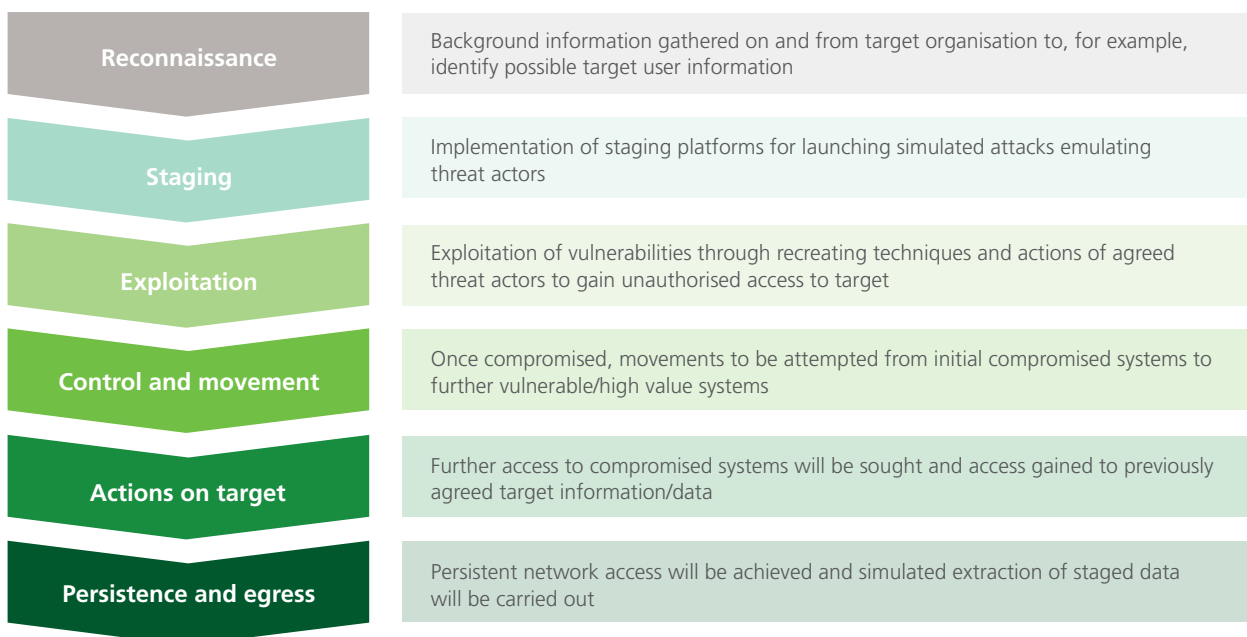 Reconnaissance
Background information gathered on and from target organisation to, for example,
identify possible target user information
Staging
Implementation of staging platforms for launching simulated attacks emulating
threat actors
Exploitation
Exploitation of vulnerabilities through recreating techniques and actions of agreed
threat actors to gain unauthorised access to target
Control and movement
Once compromised, movements to be attempted from initial compromised systems to
further vulnerable/high value systems
Actions on target
Further access to compromised systems will be sought and access gained to previously
agreed target information/data
Persistence and egress
Persistent network access will be achieved and simulated extraction of staged data
will be carried out